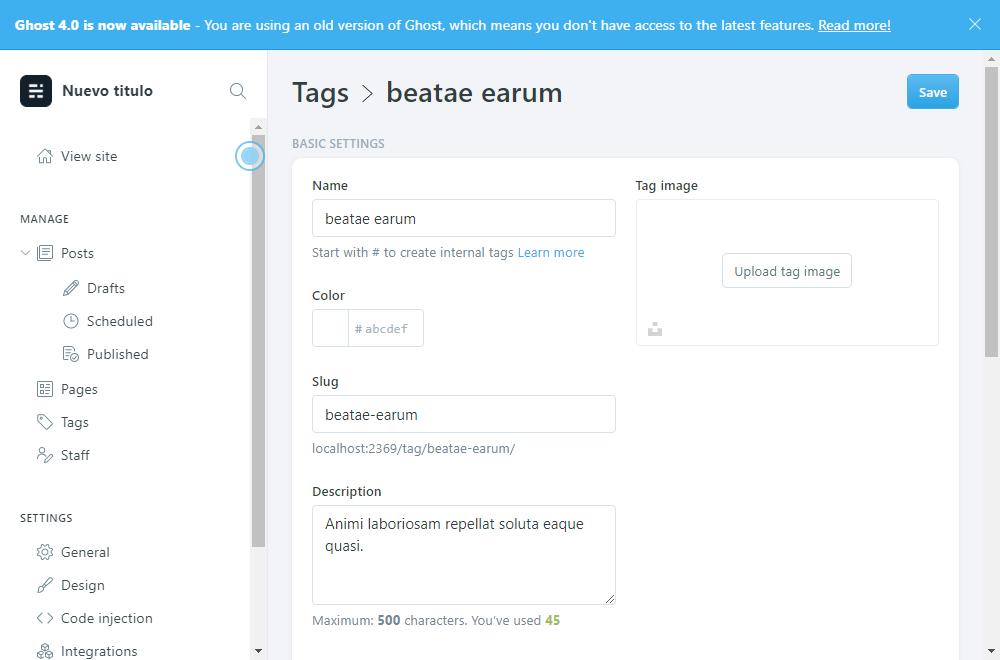 Ghost 4.0 is now available - You are using an old version of Ghost, which means you don't have access to the latest features. Read more!
Nuevo titulo
View site
MANAGE
Posts
Drafts
Scheduled
Published
Pages
Tags
Staff
SETTINGS
General
Design
Code injection
Integrations
Tags > beatae earum
Save
BASIC SETTINGS
Name
beatae earum
Start with # to create internal tags Learn more
Color
# abcdef
Slug
beatae-earum
localhost:2369/tag/beatae-earum/
Description
Animi laboriosam repellat soluta eaque
quasi.
Maximum: 500 characters. You've used 45
Tag image
Upload tag image